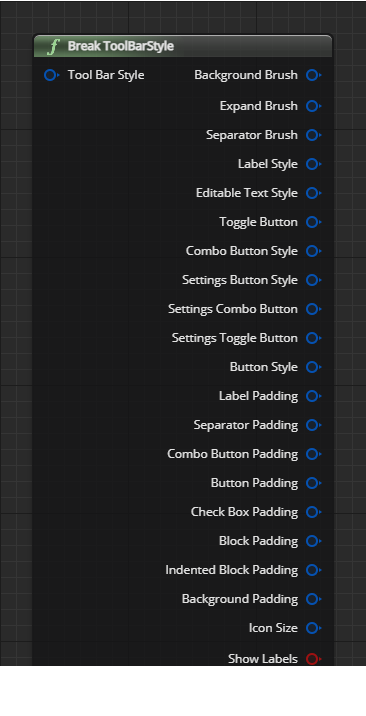 f Break ToolBarStyle
Tool Bar Style Background Brush
Expand Brush
Separator Brush
Label Style
Editable Text Style
Toggle Button
Combo Button Style
Settings Button Style
Settings Combo Button
Settings Toggle Button
Button Style
Label Padding
Separator Padding
Combo Button Padding
Button Padding
Check Box Padding
Block Padding
Indented Block Padding
Background Padding
Icon Size
Show Labels